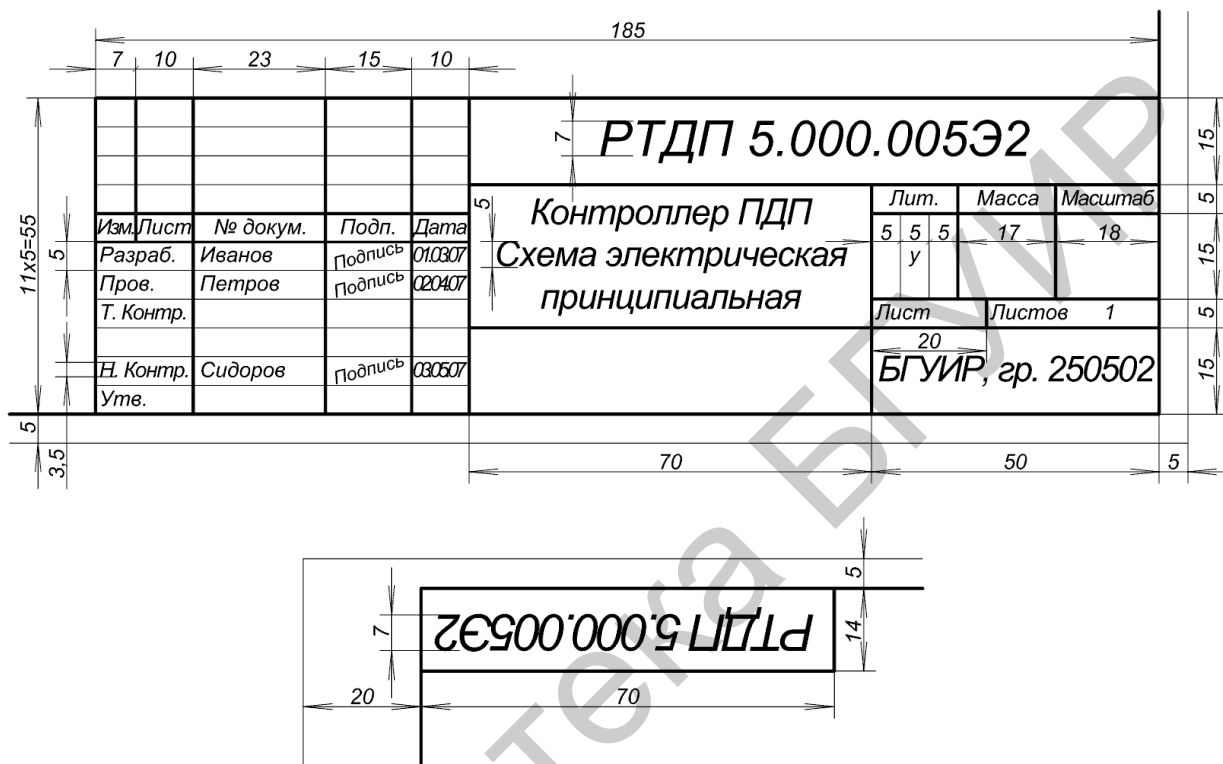 185
7 10 23 15 10
РТДП 5.000.005Э2
7
15
11х5=55
Контроллер ПДП
Схема электрическая
принципиальная
5
Лит. Масса Масштаб
5
5 5 5 17 18
у
15
Лист Листов 1
5
20
БГУИР, гр. 250502
15
Изм. Лист № докум. Подп. Дата
Разраб. Иванов Подпись 01.03.07
Пров. Петров Подпись 02.04.07
Т. Контр.
Н. Контр. Сидоров Подпись 03.05.07
Утв.
5
5
3,5
70 50 5
5
РТДП 5.000.005Э2
7
14
20 70
тека БГУИР